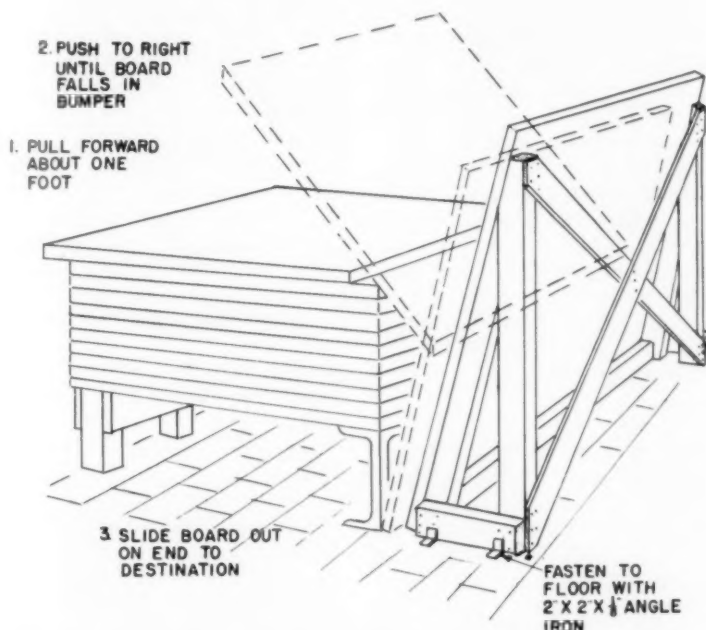 2. PUSH TO RIGHT
UNTIL BOARD
FALLS IN
BUMPER
1. PULL FORWARD
ABOUT ONE
FOOT
3. SLIDE BOARD OUT
ON END TO
DESTINATION
FASTEN TO
FLOOR WITH
2" X 2" X 1/8" ANGLE
IRON